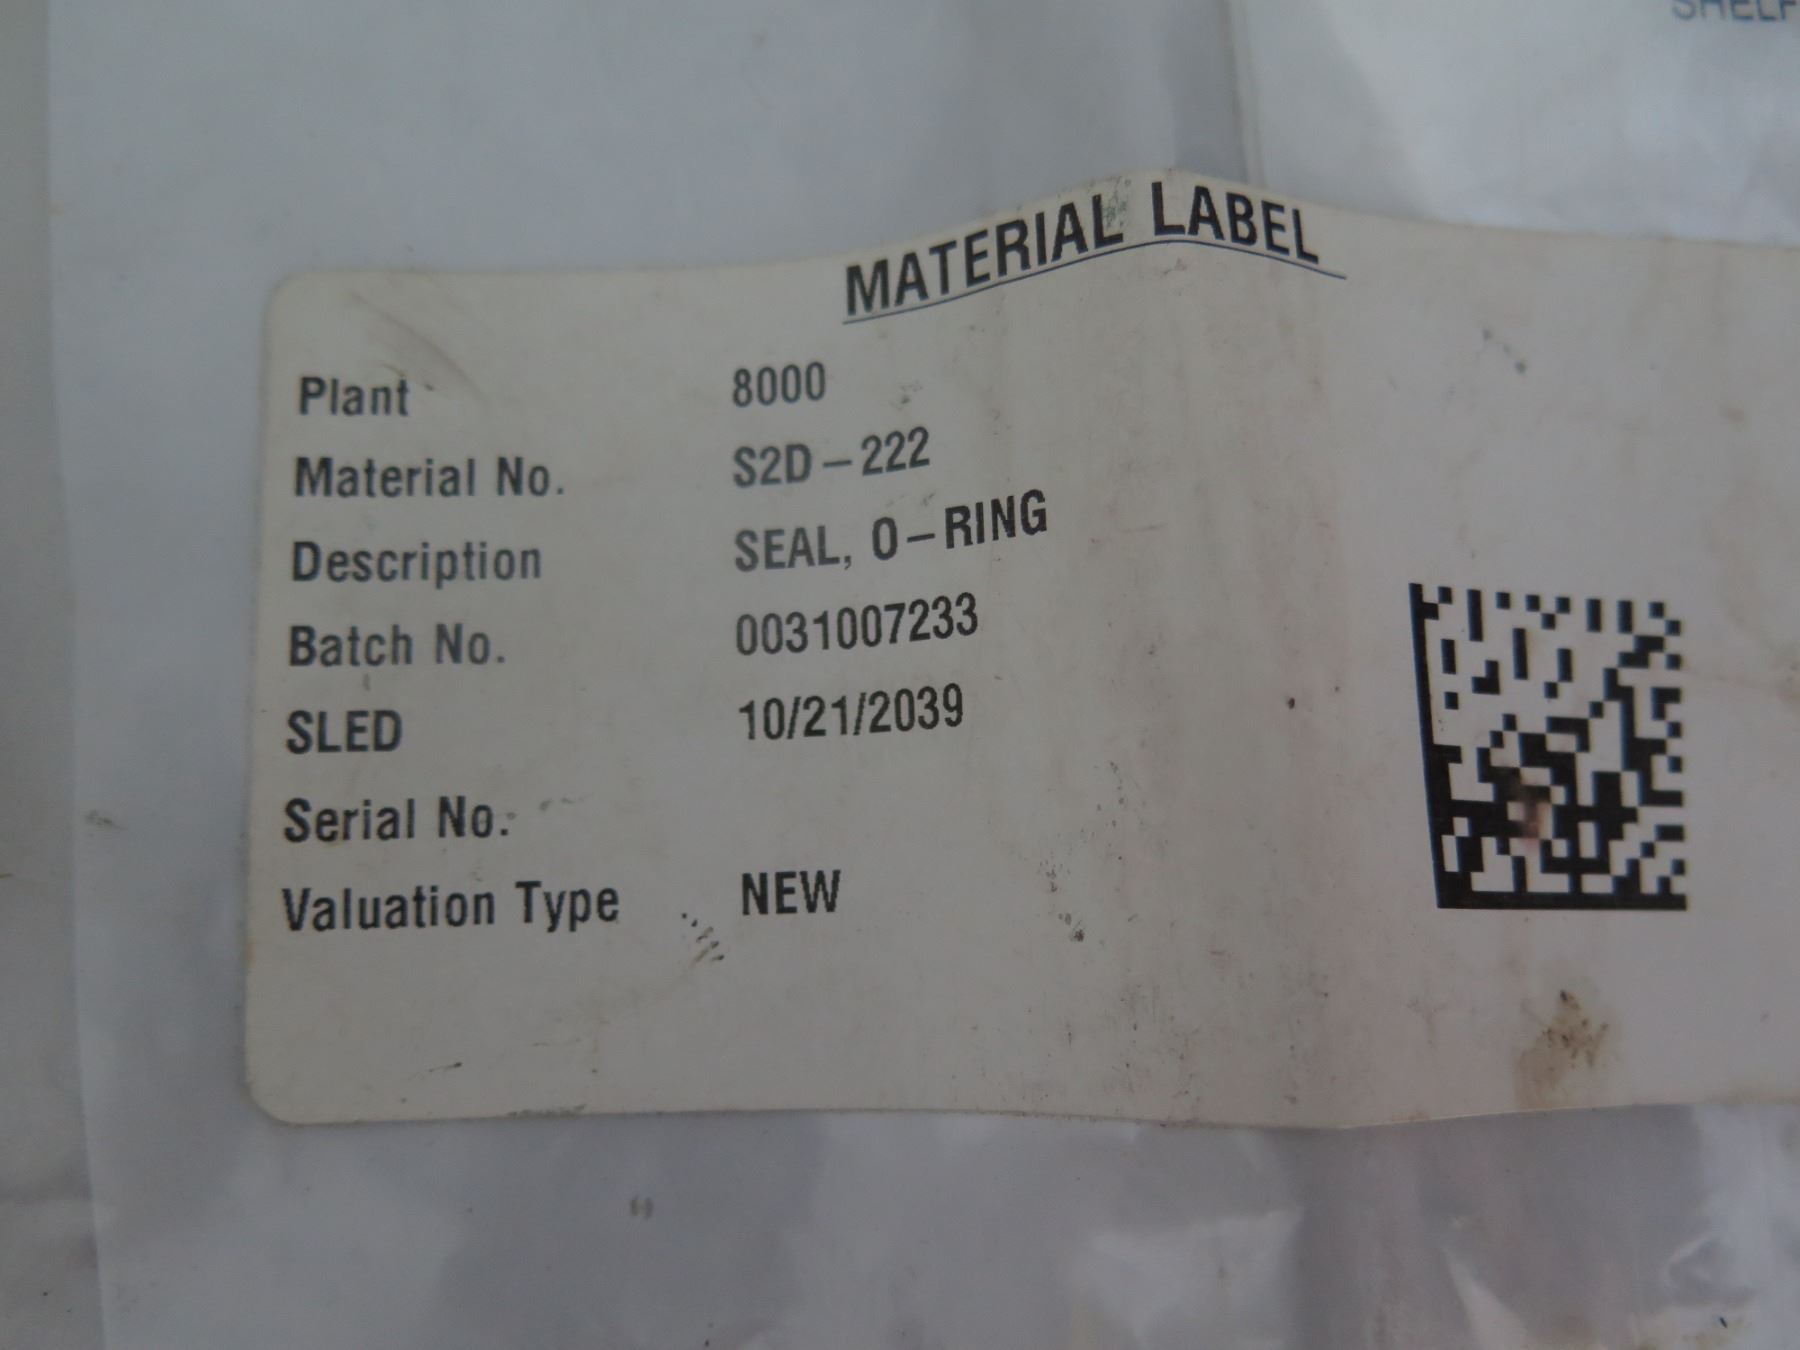 MATERIAL LABEL
Plant 8000
Material No. S2D-222
Description SEAL, O-RING
Batch No. 0031007233
SLED 10/21/2039
Serial No.
Valuation Type NEW